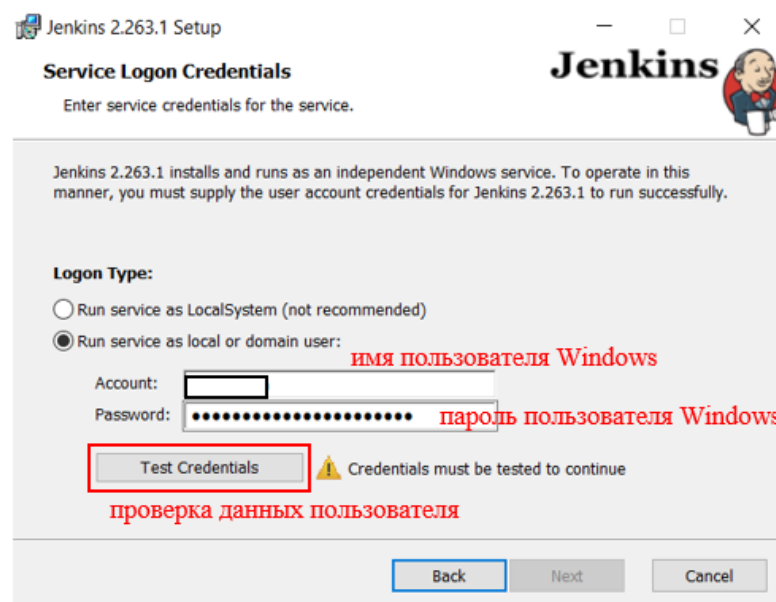 Jenkins 2.263.1 Setup
Service Logon Credentials
Jenkins
Enter service credentials for the service.
Jenkins 2.263.1 installs and runs as an independent Windows service. To operate in this
manner, you must supply the user account credentials for Jenkins 2.263.1 to run successfully.
Logon Type:
Run service as LocalSystem (not recommended)
Run service as local or domain user:
имя пользователя Windows
Account:
Password: ●●●●●●●●●●●●●●●●●●●●●● пароль пользователя Windows
Test Credentials
Credentials must be tested to continue
проверка данных пользователя
Back
Next
Cancel